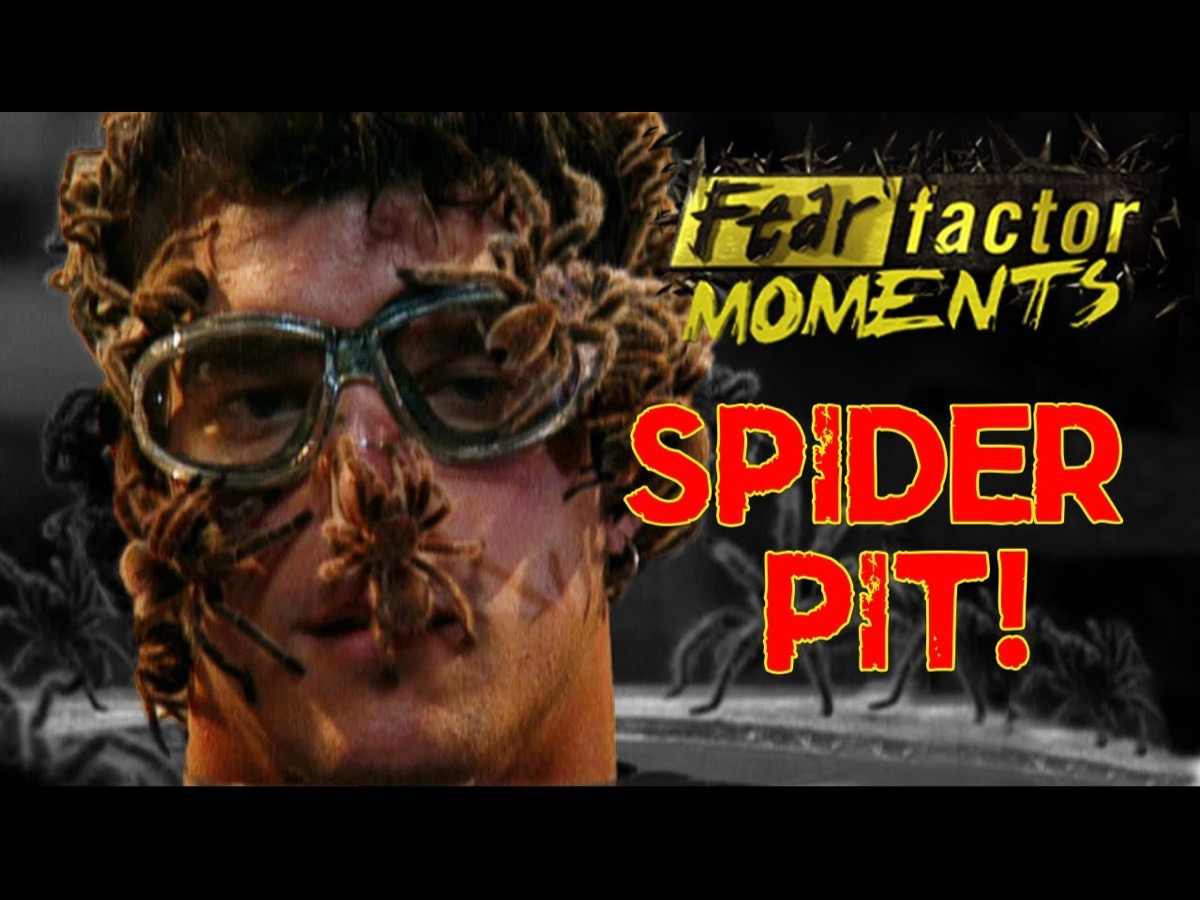 Fear factor
MOMENTS
SPIDER
PIT!